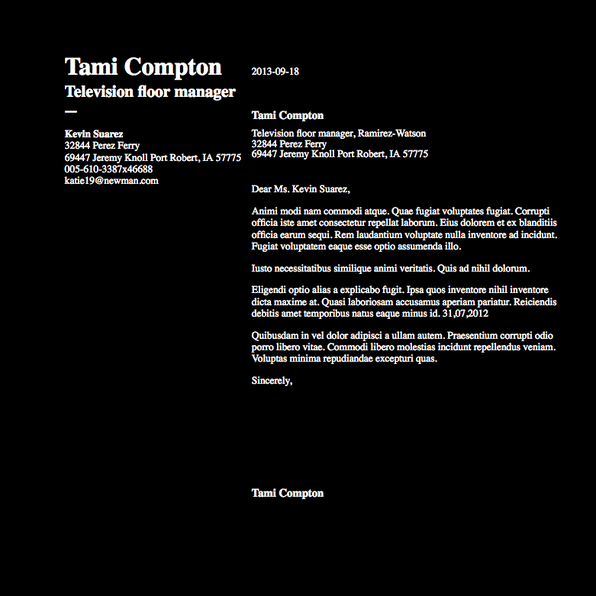 Tami Compton
Television floor manager
—
Kevin Suarez
32844 Perez Ferry
69447 Jeremy Knoll Port Robert, IA 57775
005-610-3387x46688
katie19@newman.com
2013-09-18
Tami Compton
Television floor manager, Ramirez-Watson
32844 Perez Ferry
69447 Jeremy Knoll Port Robert, IA 57775
Dear Ms. Kevin Suarez,
Animi modi nam commodi atque. Quae fugiat voluptates fugiat. Corrupti
officia iste amet consectetur repellat laborum. Eius dolorem et ex blanditiis
officia earum sequi. Rem laudantium voluptate nulla inventore ad incidunt.
Fugiat voluptatem eaque esse optio assumenda illo.
Iusto necessitatibus similique animi veritatis. Quis ad nihil dolorum.
Eligendi optio alias a explicabo fugit. Ipsa quos inventore nihil inventore
dicta maxime at. Quasi laboriosam accusamus aperiam pariatur. Reiciendis
debitis amet temporibus natus eaque minus id. 31,07,2012
Quibusdam in vel dolor adipisci a ullam autem. Praesentium corrupti odio
porro libero vitae. Commodi libero molestias incidunt repellendus veniam.
Voluptas minima repudiandae excepturi quas.
Sincerely,
Tami Compton